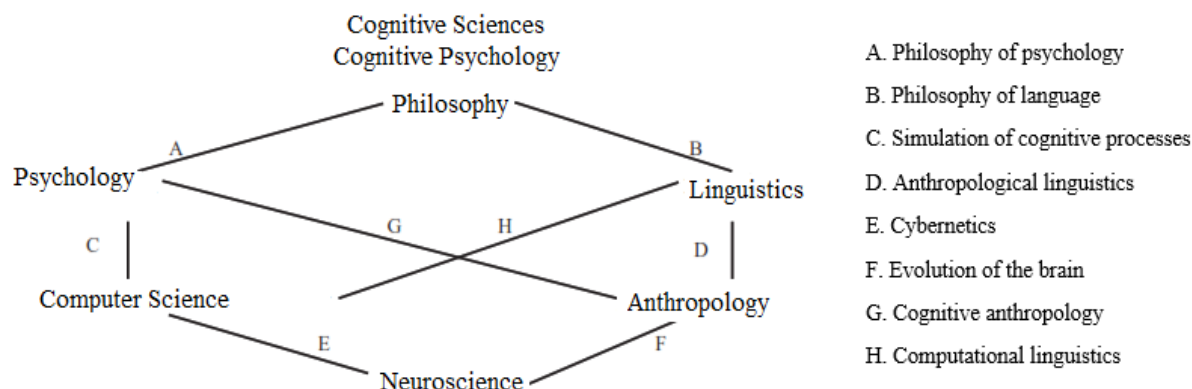 Cognitive Sciences
Cognitive Psychology
Philosophy
A
B
Psychology
Linguistics
G
H
C
D
Computer Science
Anthropology
E
F
Neuroscience
A. Philosophy of psychology
B. Philosophy of language
C. Simulation of cognitive processes
D. Anthropological linguistics
E. Cybernetics
F. Evolution of the brain
G. Cognitive anthropology
H. Computational linguistics